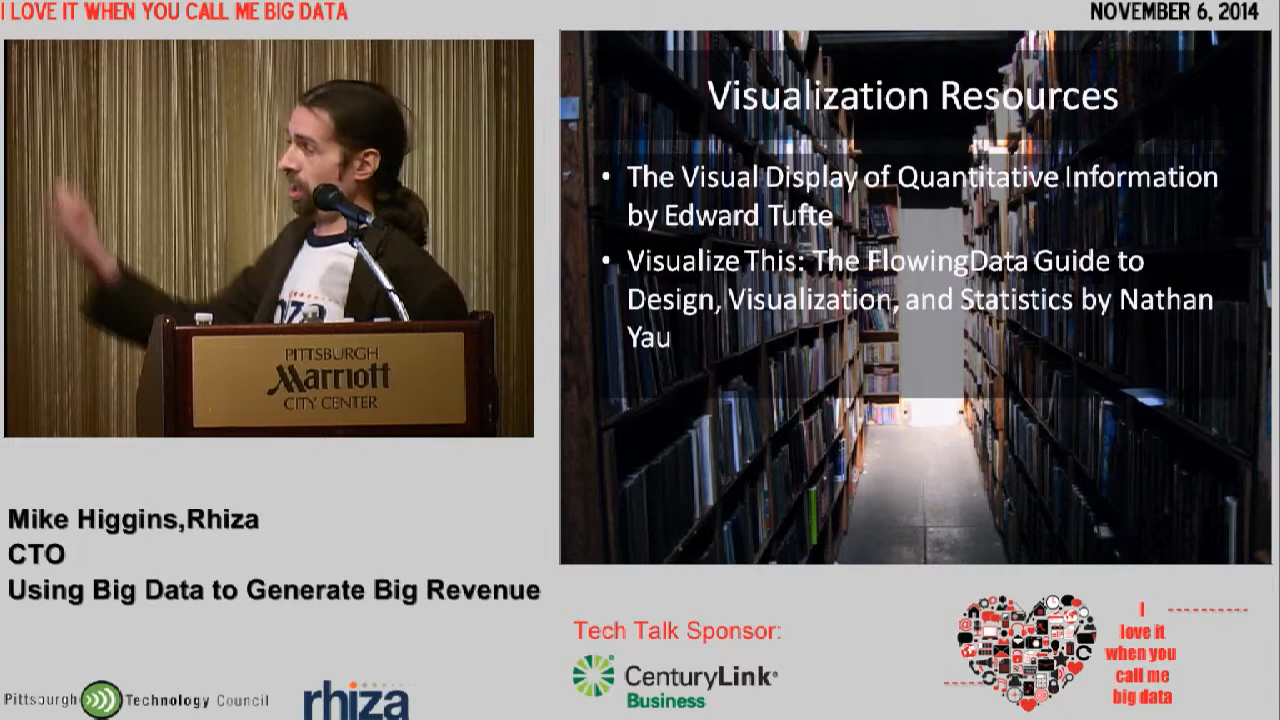 I LOVE IT WHEN YOU CALL ME BIG DATA
NOVEMBER 6, 2014
PITTSBURGH
Marriott
CITY CENTER
Visualization Resources
• The Visual Display of Quantitative Information
by Edward Tufte
• Visualize This: The FlowingData Guide to
Design, Visualization, and Statistics by Nathan
Yau
Mike Higgins,Rhiza
CTO
Using Big Data to Generate Big Revenue
Pittsburgh Technology Council
rhiza
Tech Talk Sponsor:
CenturyLink®
Business
I
love it
when you
call me
big data